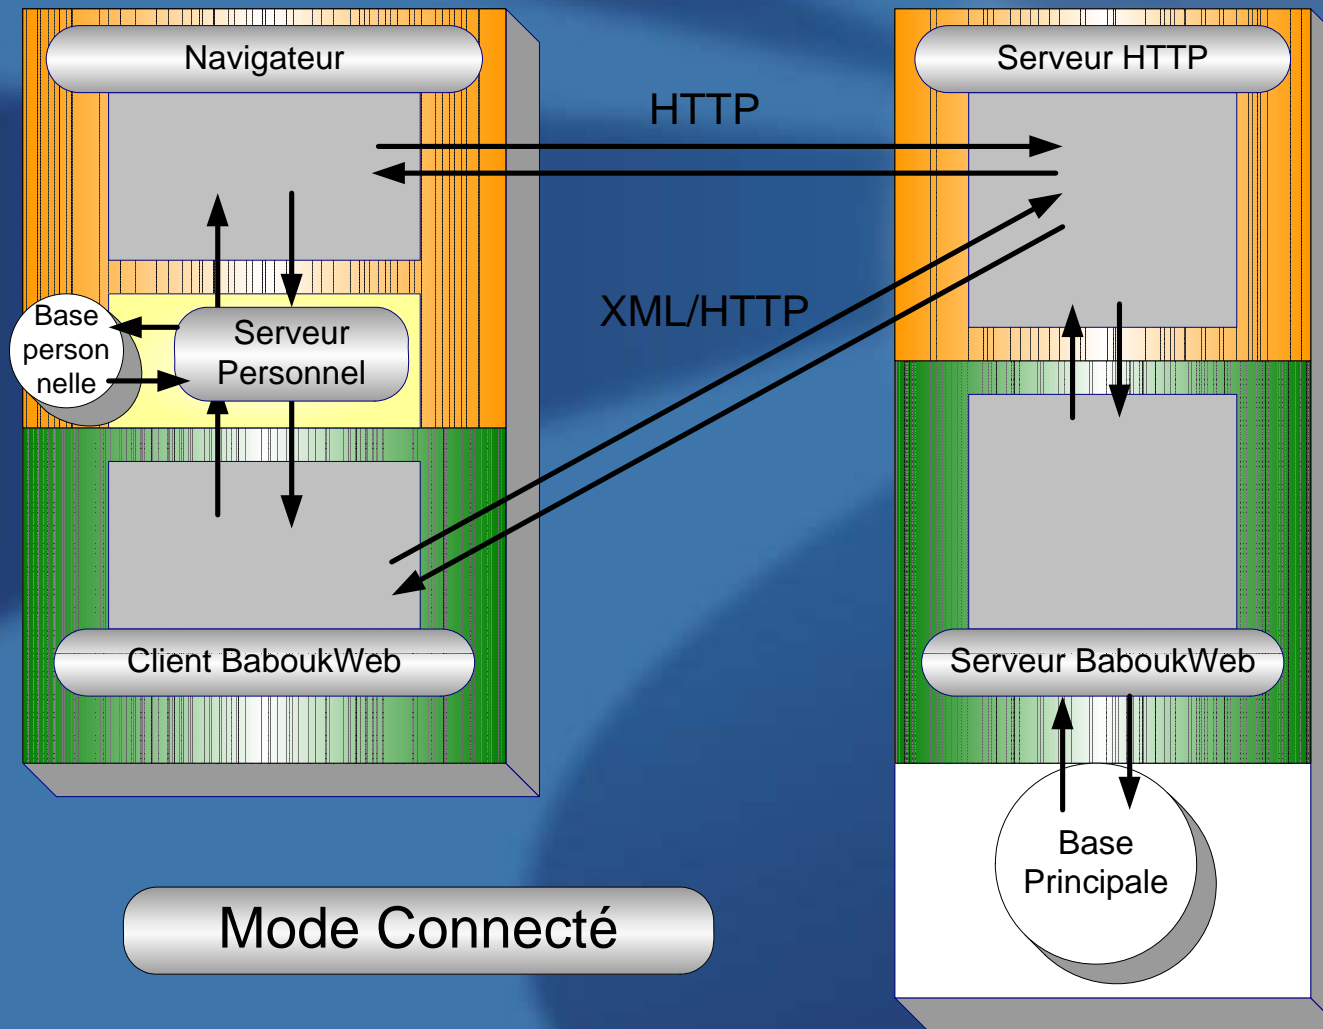 Navigateur
Serveur HTTP
HTTP
XML/HTTP
Base
person
nelle
Serveur
Personnel
Client BaboukWeb
Serveur BaboukWeb
Base
Principale
Mode Connecté